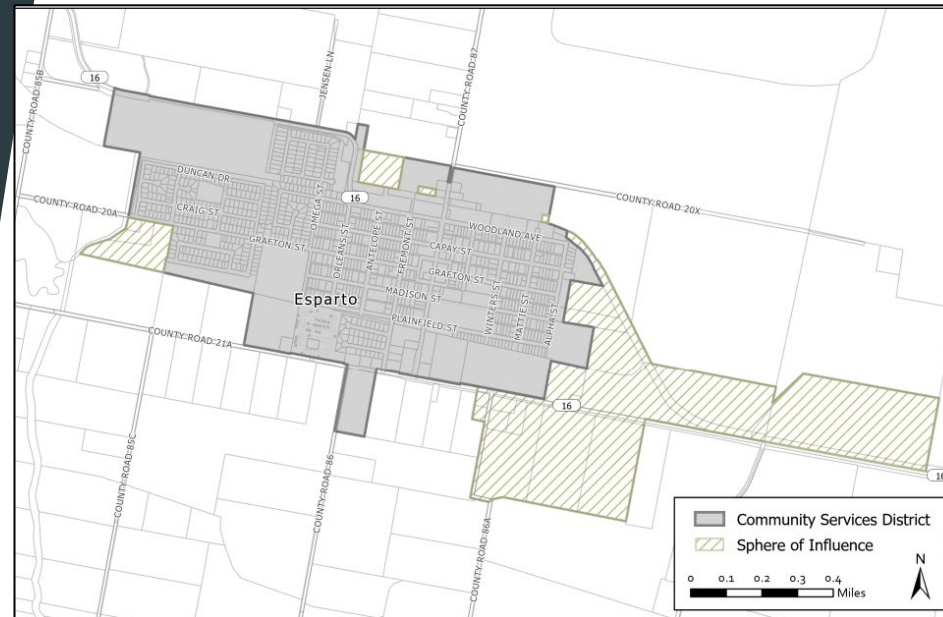 16
COUNTY ROAD 85B
JENSEN LN
COUNTY ROAD 87
DUNCAN DR
COUNTY ROAD 20A
CRAIG ST
OMEGA ST
16
COUNTY ROAD 20X
WOODLAND AVE
GRAFTON ST
ORLEANS ST
ANTELOPE ST
FREMONT ST
CAPAY ST
GRAFTON ST
Esparto
MADISON ST
WINTERS ST
MATTIE ST
ALPHA ST
PLAINFIELD ST
COUNTY ROAD 21A
16
COUNTY ROAD 85C
COUNTY ROAD 86
COUNTY ROAD 86A
16
Community Services District
Sphere of Influence
0 0.1 0.2 0.3 0.4
Miles
N